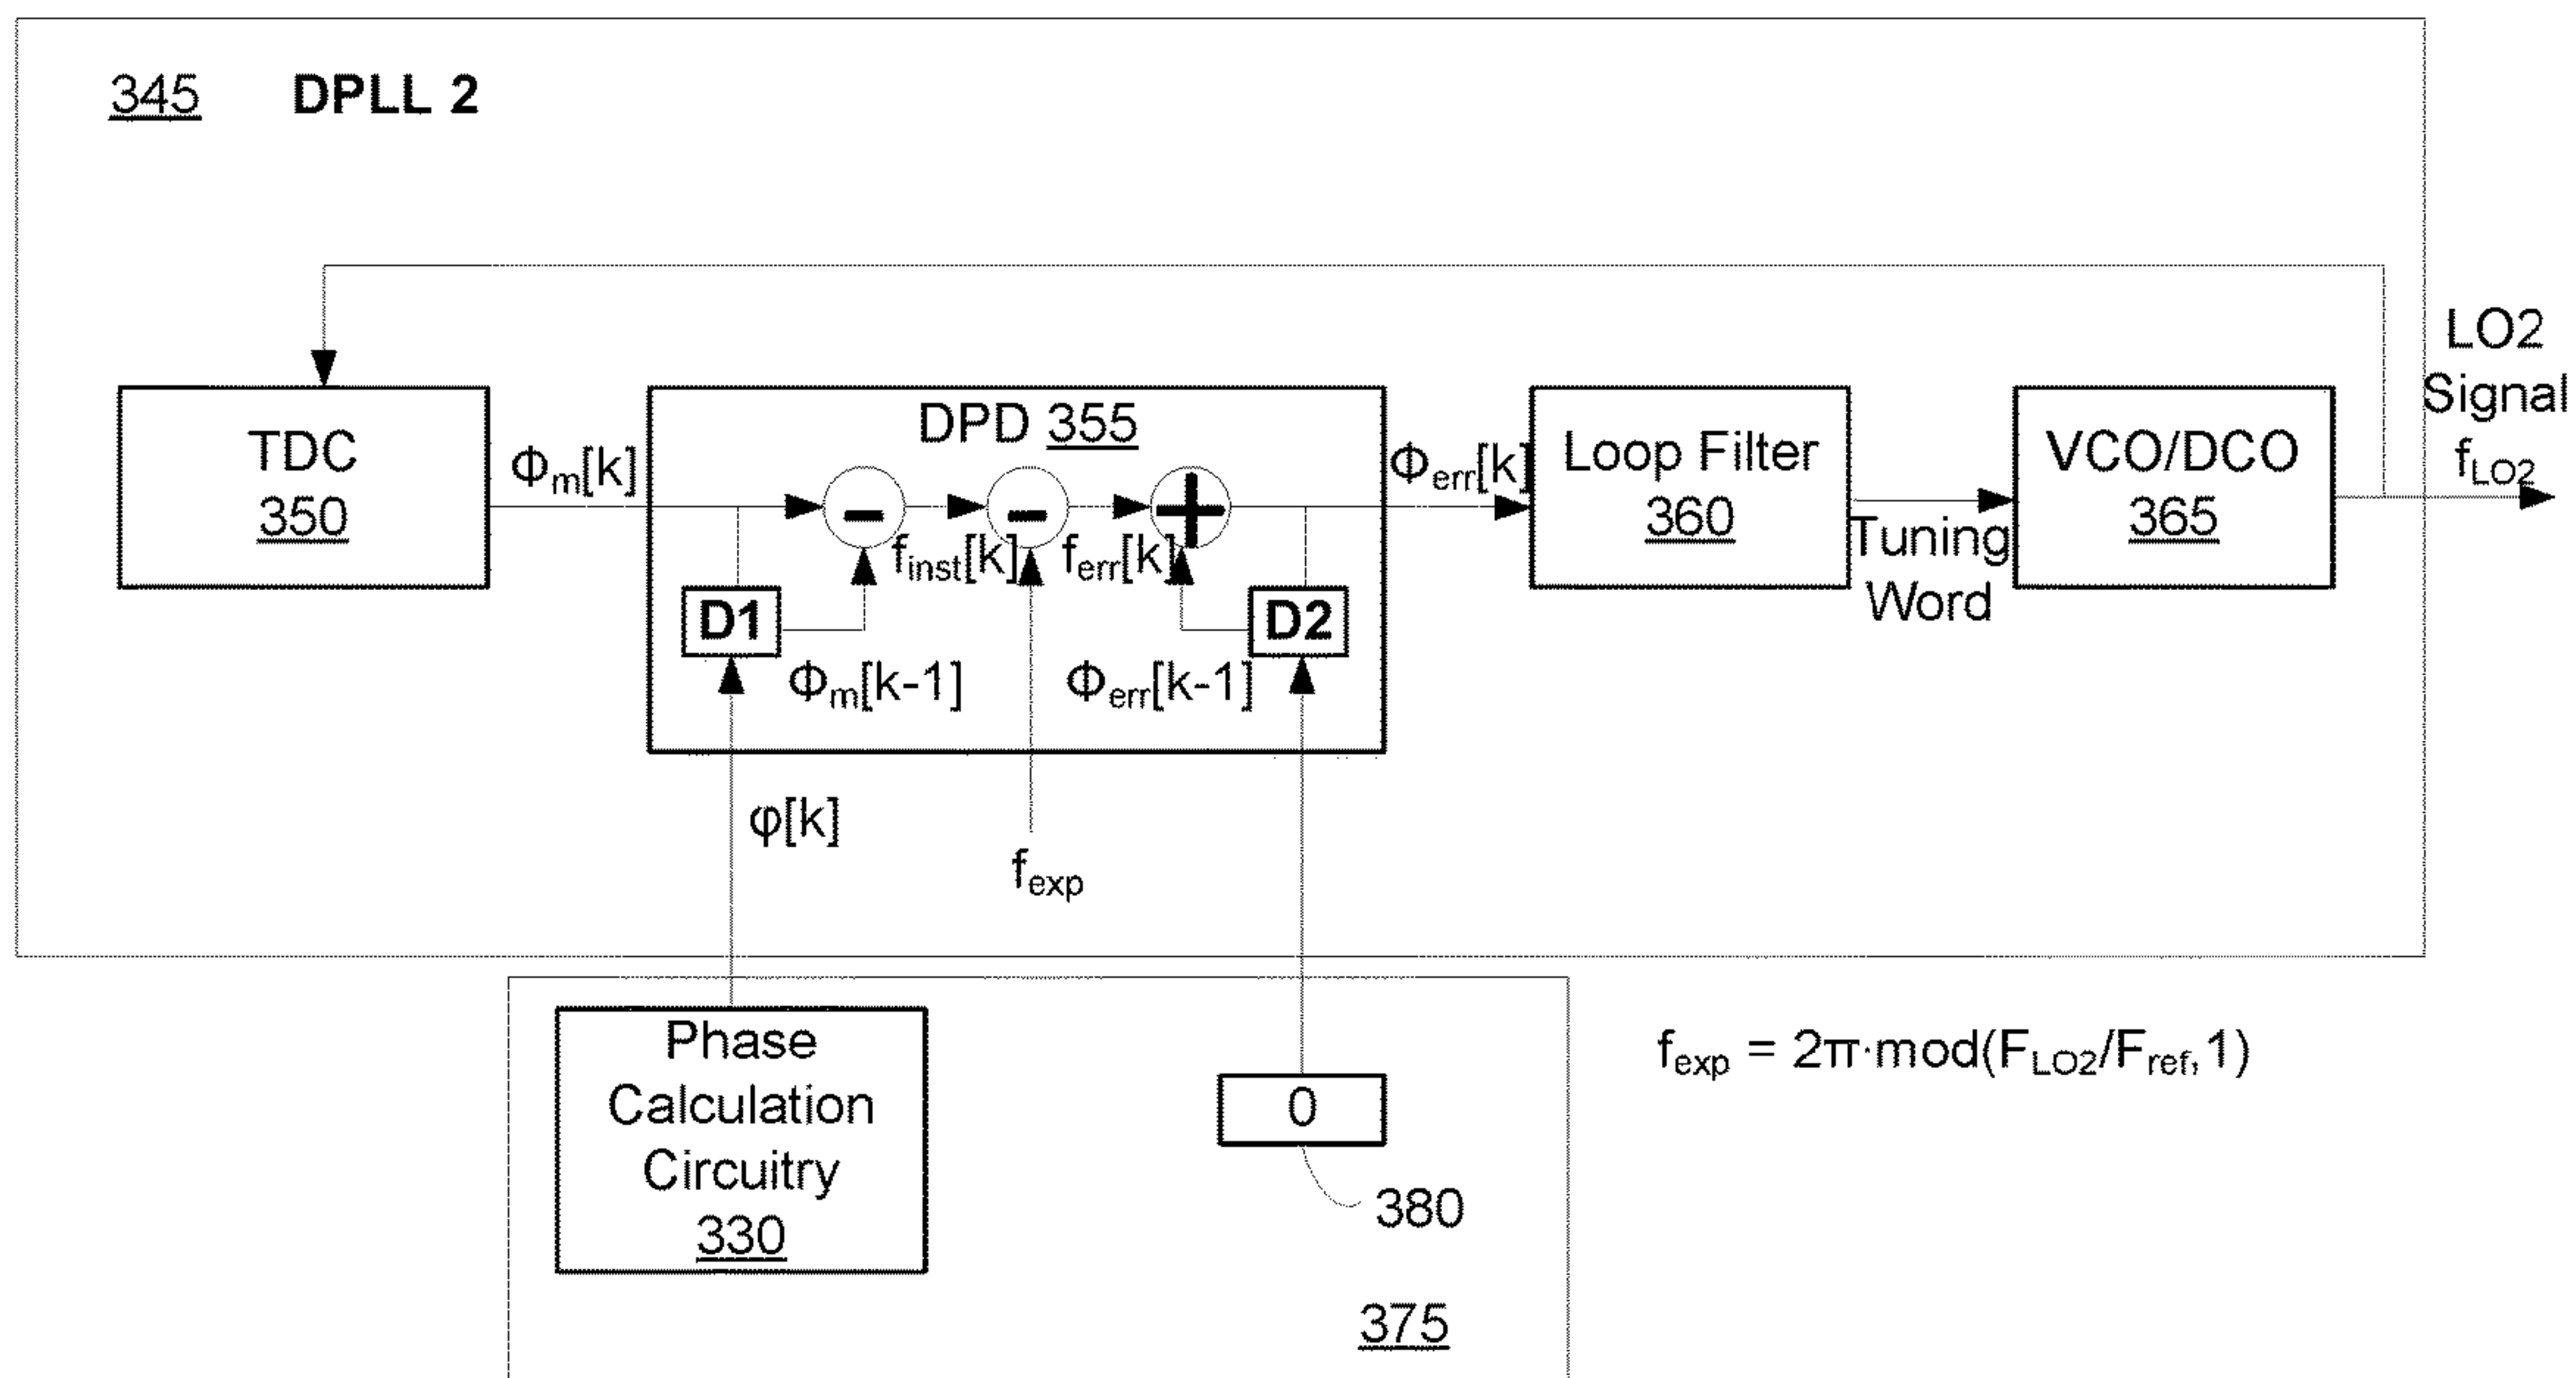 345 DPLL 2
LO2
Signal
f_LO2
TDC
350
Φm[k]
DPD 355
finst[k]
ferr[k]
D1
D2
Φm[k-1]
Φerr[k-1]
Φerr[k]
Loop Filter
360
Tuning
Word
VCO/DCO
365
φ[k]
fexp
Phase
Calculation
Circuitry
330
0
380
375
fexp = 2π·mod(FLO2/Fref,1)